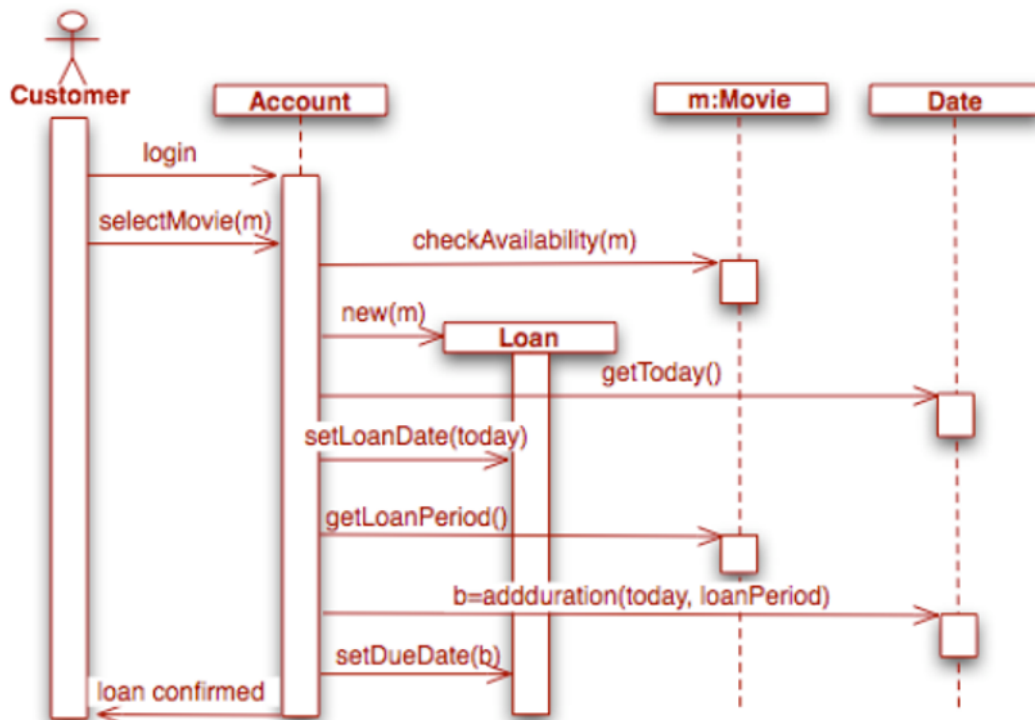 Customer
Account
m:Movie
Date
login
selectMovie(m)
checkAvailability(m)
new(m)
Loan
getToday()
setLoanDate(today)
getLoanPeriod()
b=addduration(today, loanPeriod)
setDueDate(b)
loan confirmed